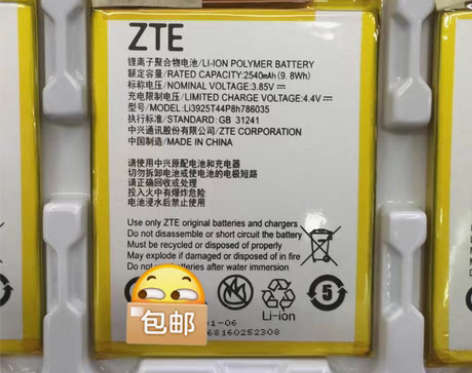 ZTE
锂离子聚合物电池/LI-ION POLYMER BATTERY
额定容量/RATED CAPACITY:2540mAh(9.8Wh)
标称电压/NOMINAL VOLTAGE:3.85V
充电限制电压/LIMITED CHARGE VOLTAGE:4.4V
型号/MODEL:Li3925T44P8h786035
执行标准/STANDARD: GB 31241
中兴通讯股份有限公司/ZTE CORPORATION
中国制造/ MADE IN CHINA
请使用中兴原配电池和充电器
切勿拆卸电池或使电池的电极短路
请正确回收或处理
投入火中有爆炸危险
电池浸水后禁止使用
Use only ZTE original batteries and chargers
Do not disassemble or short circuit the battery
Must be recycled or disposed of properly
May explode if damaged or disposed of in fire
Do not batteries after water immersion
5
Li-ion
包邮
1-06
68160252308